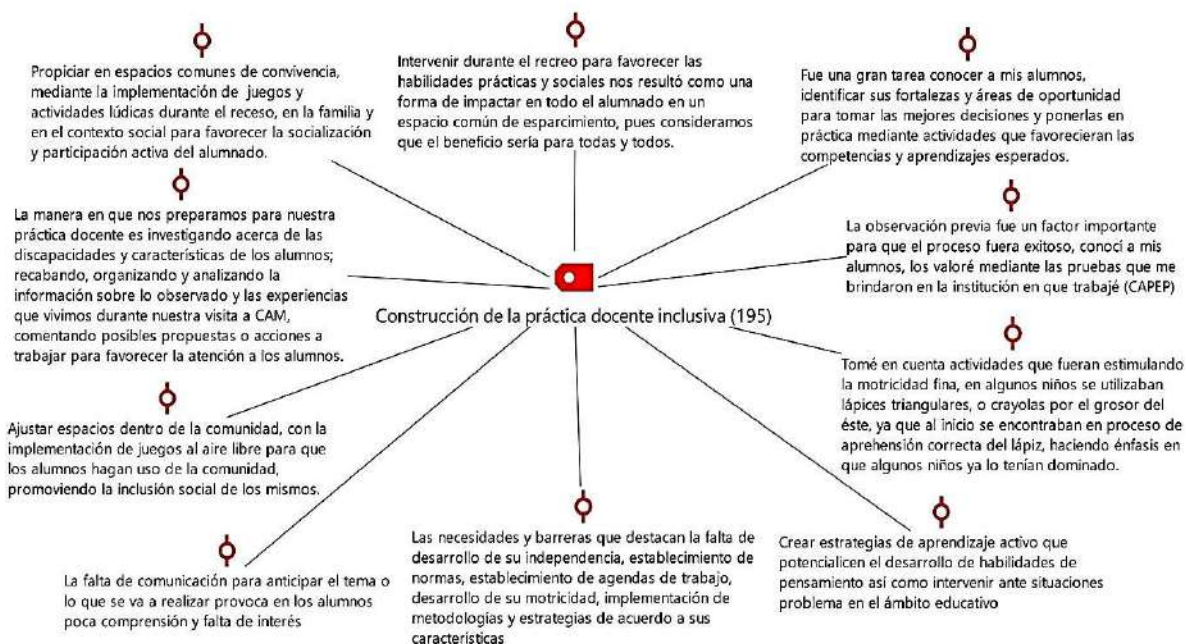 Propiciar en espacios comunes de convivencia,
mediante la implementación de juegos y
actividades lúdicas durante el receso, en la familia y
en el contexto social para favorecer la socialización
y participación activa del alumnado.
Intervenir durante el recreo para favorecer las
habilidades prácticas y sociales nos resultó como una
forma de impactar en todo el alumnado en un
espacio común de esparcimiento, pues consideramos
que el beneficio sería para todas y todos.
Fue una gran tarea conocer a mis alumnos,
identificar sus fortalezas y áreas de oportunidad
para tomar las mejores decisiones y ponerlas en
práctica mediante actividades que favorecieran las
competencias y aprendizajes esperados.
La manera en que nos preparamos para nuestra
práctica docente es investigando acerca de las
discapacidades y características de los alumnos;
recabando, organizando y analizando la
información sobre lo observado y las experiencias
que vivimos durante nuestra visita a CAM,
comentando posibles propuestas o acciones a
trabajar para favorecer la atención a los alumnos.
La observación previa fue un factor importante
para que el proceso fuera exitoso, conocí a mis
alumnos, los valoré mediante las pruebas que me
brindaron en la institución en que trabajé (CAPEP)
Construcción de la práctica docente inclusiva (195)
Tomé en cuenta actividades que fueran estimulando
la motricidad fina, en algunos niños se utilizaban
lápices triangulares, o crayolas por el grosor del
éste, ya que al inicio se encontraban en proceso de
aprehensión correcta del lápiz, haciendo énfasis en
que algunos niños ya lo tenían dominado.
Ajustar espacios dentro de la comunidad, con la
implementación de juegos al aire libre para que
los alumnos hagan uso de la comunidad,
promoviendo la inclusión social de los mismos.
La falta de comunicación para anticipar el tema o
lo que se va a realizar provoca en los alumnos
poca comprensión y falta de interés
Las necesidades y barreras que destacan la falta de
desarrollo de su independencia, establecimiento de
normas, establecimiento de agendas de trabajo,
desarrollo de su motricidad, implementación de
metodologías y estrategias de acuerdo a sus
características
Crear estrategias de aprendizaje activo que
potencialicen el desarrollo de habilidades de
pensamiento así como intervenir ante situaciones
problema en el ámbito educativo